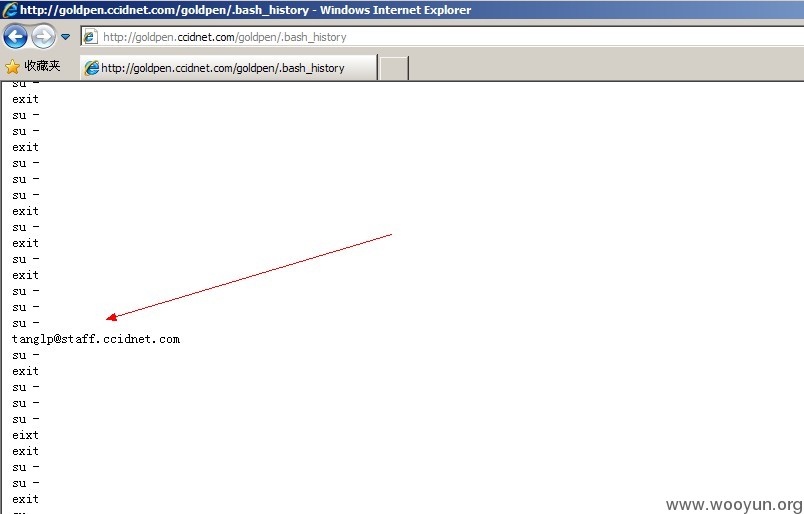 http://goldpen.ccidnet.com/goldpen/.bash_history - Windows Internet Explorer
http://goldpen.ccidnet.com/goldpen/.bash_history
收藏夹
http://goldpen.ccidnet.com/goldpen/.bash_history
su -
exit
su -
su -
exit
su -
su -
su -
exit
su -
exit
su -
exit
su -
su -
su -
tanglp@staff.ccidnet.com
su -
exit
su -
su -
su -
eixt
exit
su -
su -
exit
www.wooyun.org